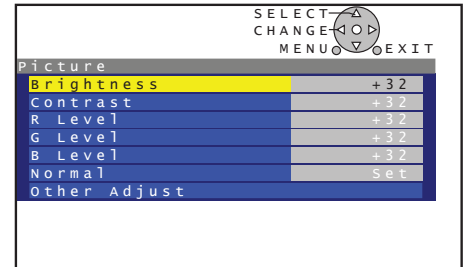 SELECT
CHANGE
MENU EXIT
Picture
Brightness +32
Contrast +32
R Level +32
G Level +32
B Level +32
Normal Set
Other Adjust